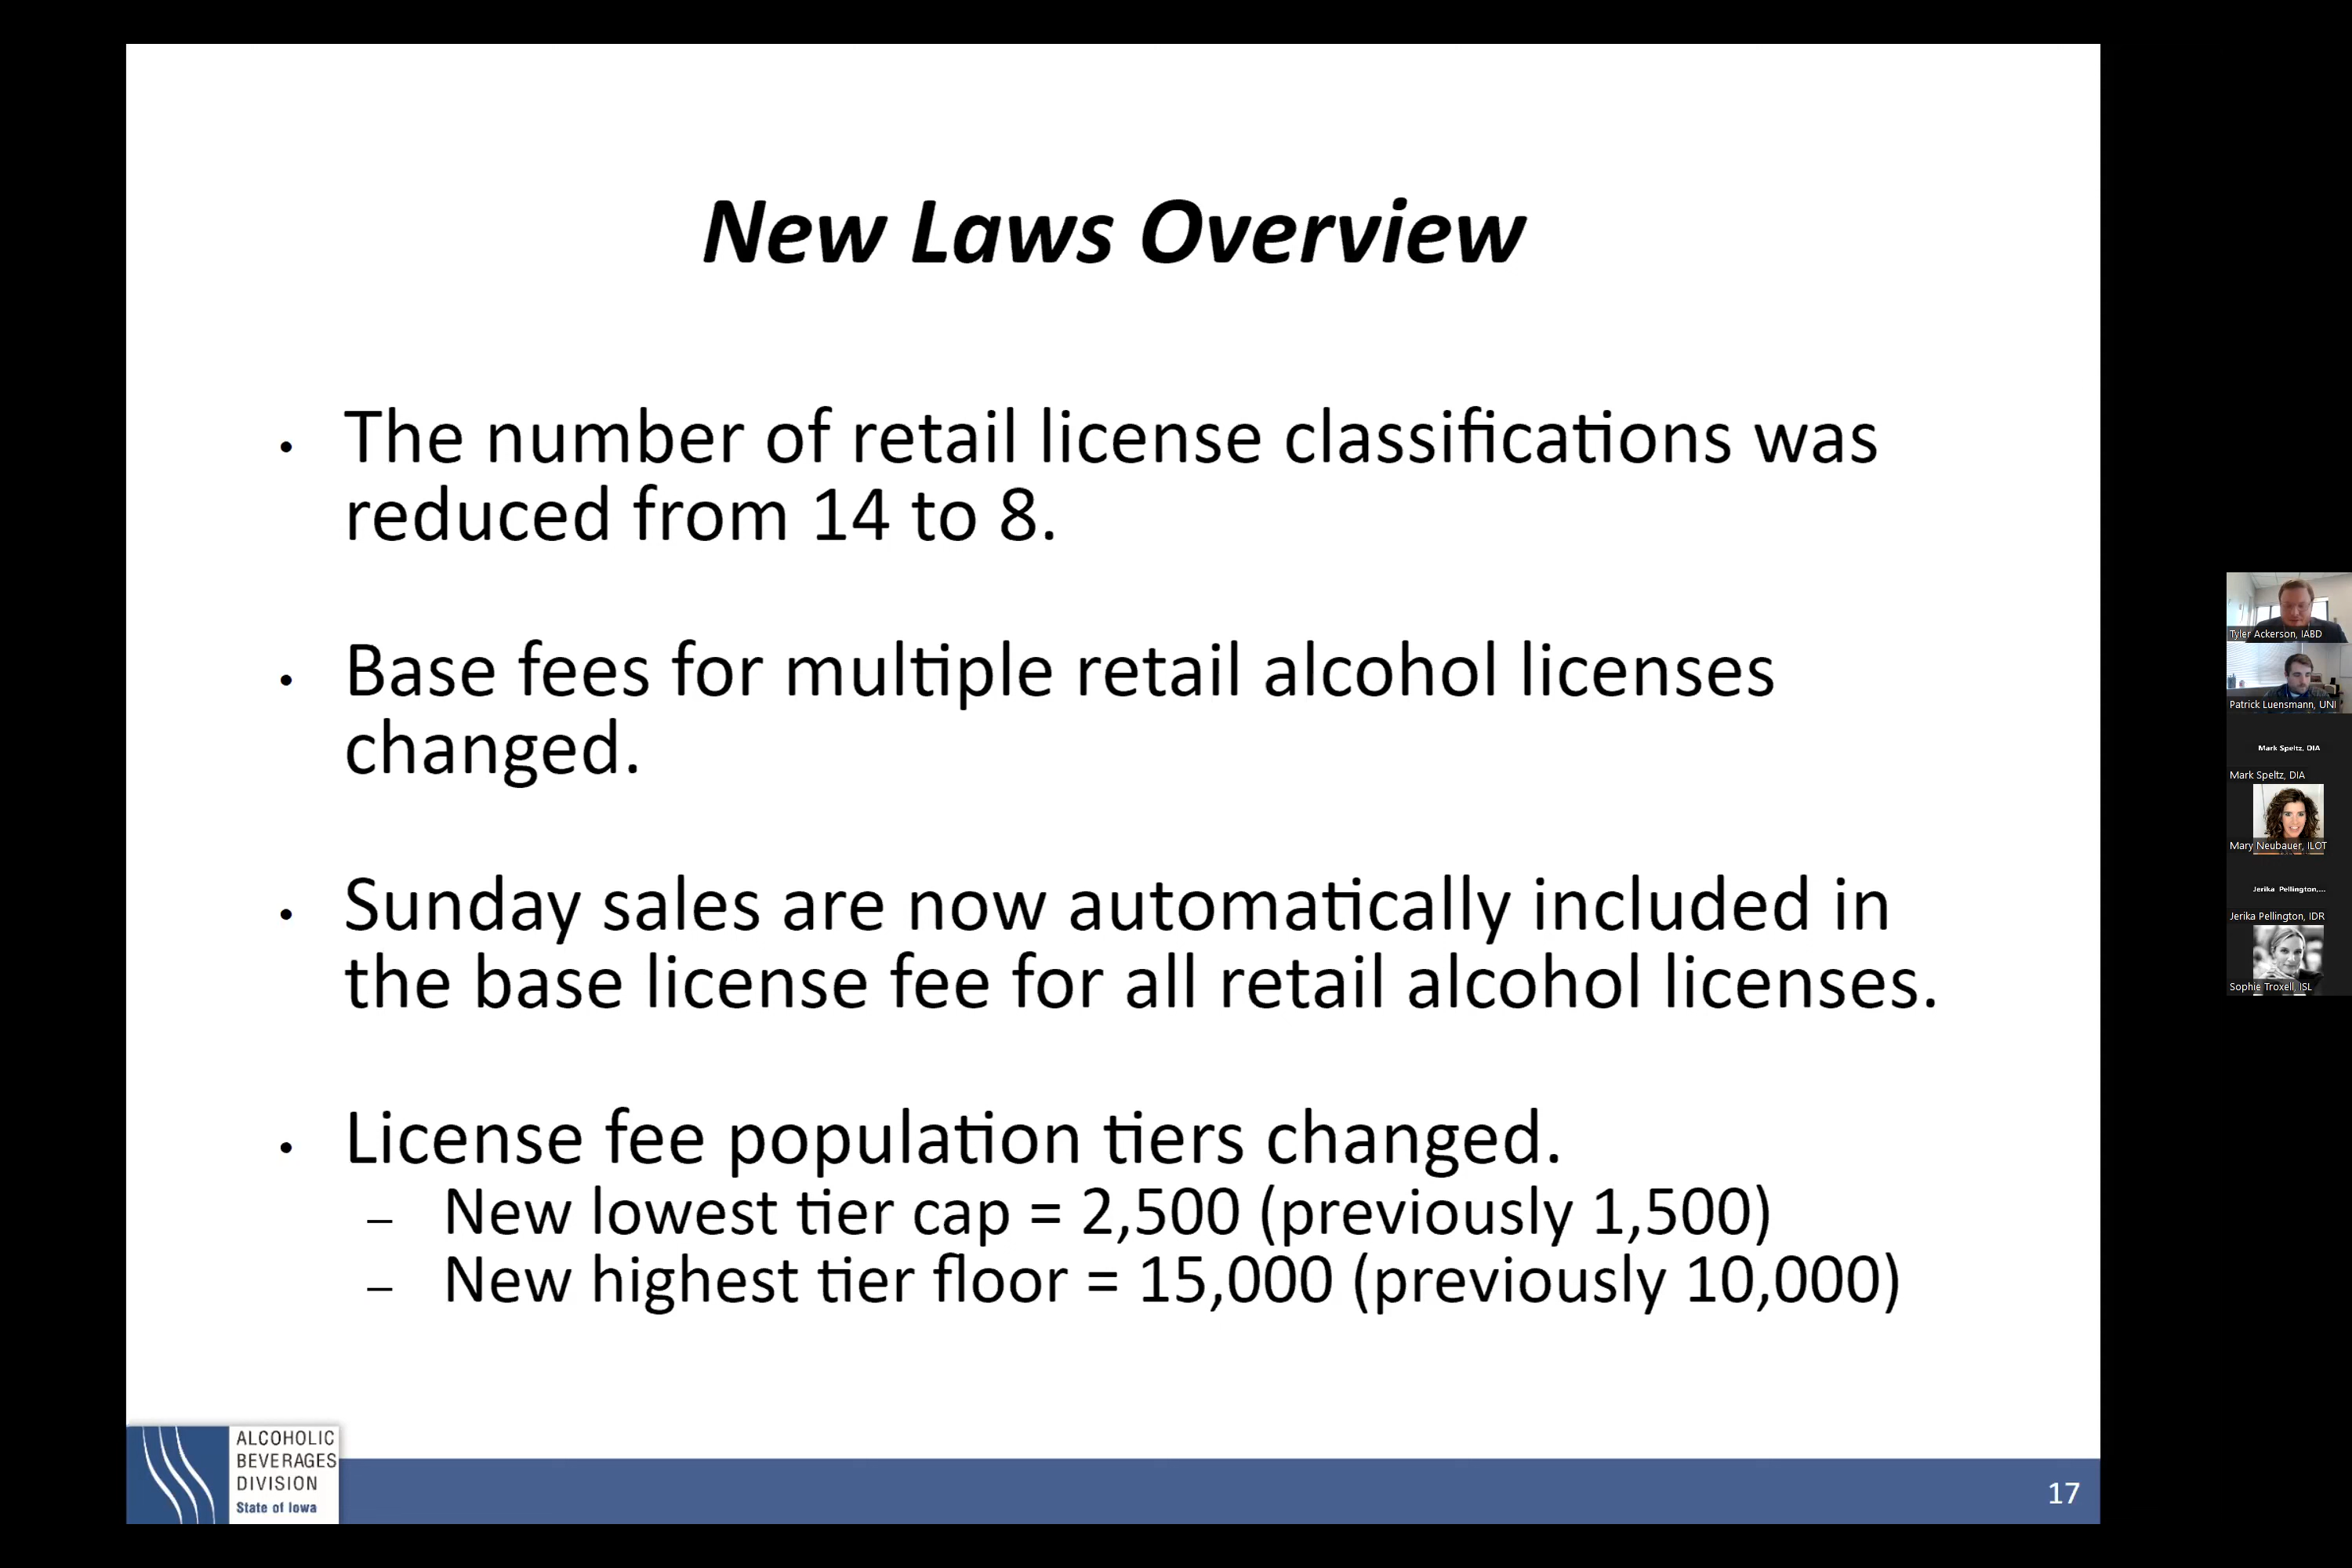 New Laws Overview
• The number of retail license classifications was
reduced from 14 to 8.
• Base fees for multiple retail alcohol licenses
changed.
• Sunday sales are now automatically included in
the base license fee for all retail alcohol licenses.
• License fee population tiers changed.
– New lowest tier cap = 2,500 (previously 1,500)
– New highest tier floor = 15,000 (previously 10,000)
ALCOHOLIC
BEVERAGES
DIVISION
State of Iowa
17
Tyler Ackerson, IABD
Patrick Luensmann, UNI
Mark Speltz, DIA
Mark Speltz, DIA
Mary Neubauer, ILOT
Jerika Pellington,...
Jerika Pellington, IDR
Sophie Troxell, ISL